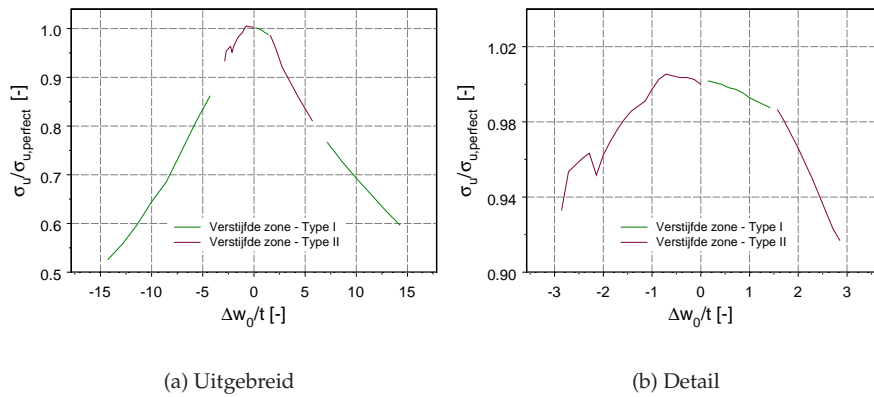 1.0
0.9
0.8
0.7
0.6
0.5
σu/σu,perfect [-]
-15 -10 -5 0 5 10 15
Δw0/t [-]
Verstijfde zone - Type I
Verstijfde zone - Type II
(a) Uitgebreid
1.02
0.98
0.94
0.90
σu/σu,perfect [-]
-3 -2 -1 0 1 2 3
Δw0/t [-]
Verstijfde zone - Type I
Verstijfde zone - Type II
(b) Detail